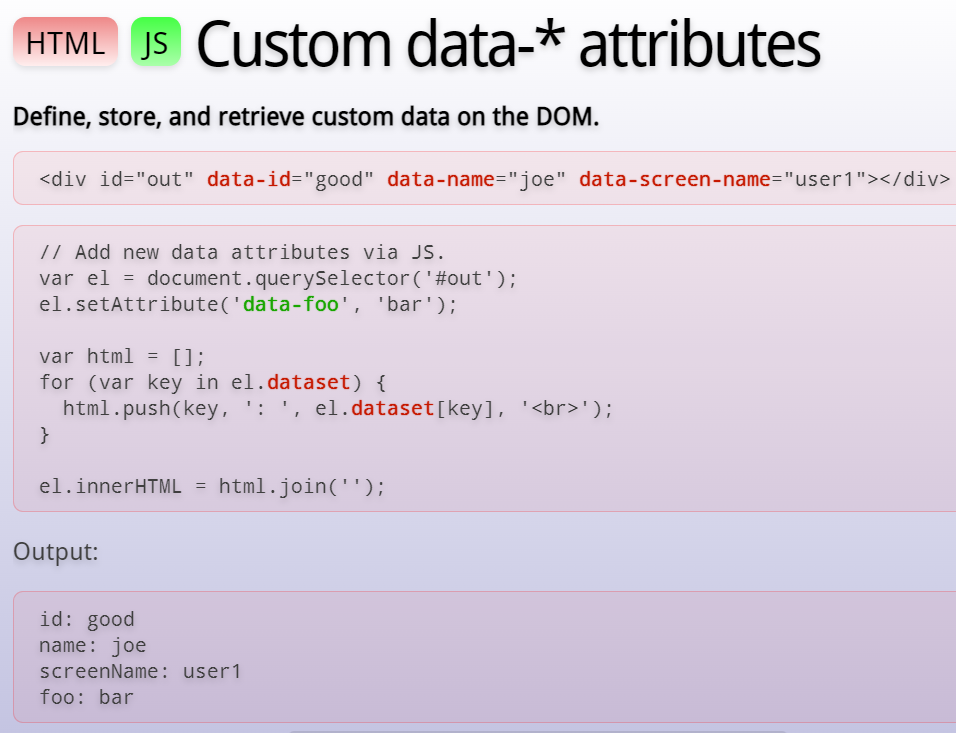 HTML JS Custom data-* attributes
Define, store, and retrieve custom data on the DOM.
<div id="out" data-id="good" data-name="joe" data-screen-name="user1"></div>
// Add new data attributes via JS.
var el = document.querySelector('#out');
el.setAttribute('data-foo', 'bar');
var html = [];
for (var key in el.dataset) {
  html.push(key, ': ', el.dataset[key], '<br>');
}
el.innerHTML = html.join('');
Output:
id: good
name: joe
screenName: user1
foo: bar